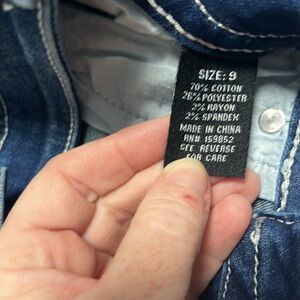 SIZE: 9
70% COTTON
26% POLYESTER
2% RAYON
2% SPANDEX
MADE IN CHINA
RN# 159852
SEE REVERSE
FOR CARE